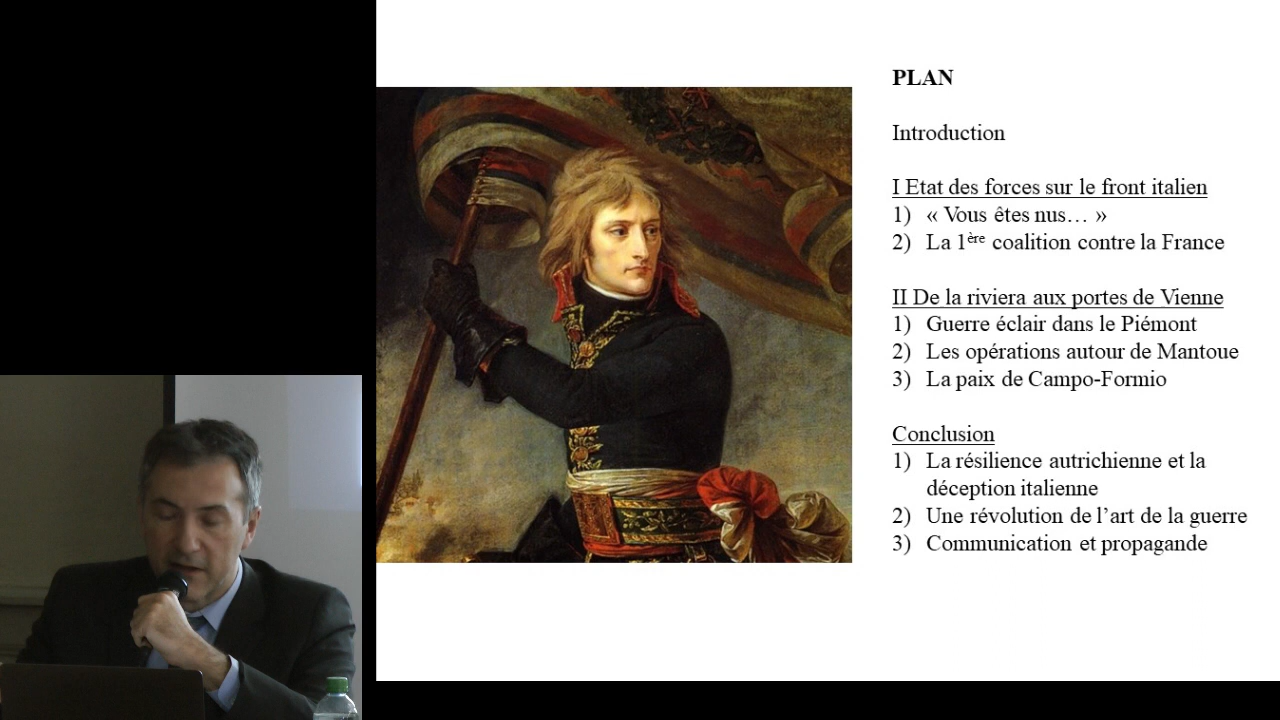 PLAN
Introduction
I Etat des forces sur le front italien
1) « Vous êtes nus… »
2) La 1ère coalition contre la France
II De la riviera aux portes de Vienne
1) Guerre éclair dans le Piémont
2) Les opérations autour de Mantoue
3) La paix de Campo-Formio
Conclusion
1) La résilience autrichienne et la
déception italienne
2) Une révolution de l’art de la guerre
3) Communication et propagande